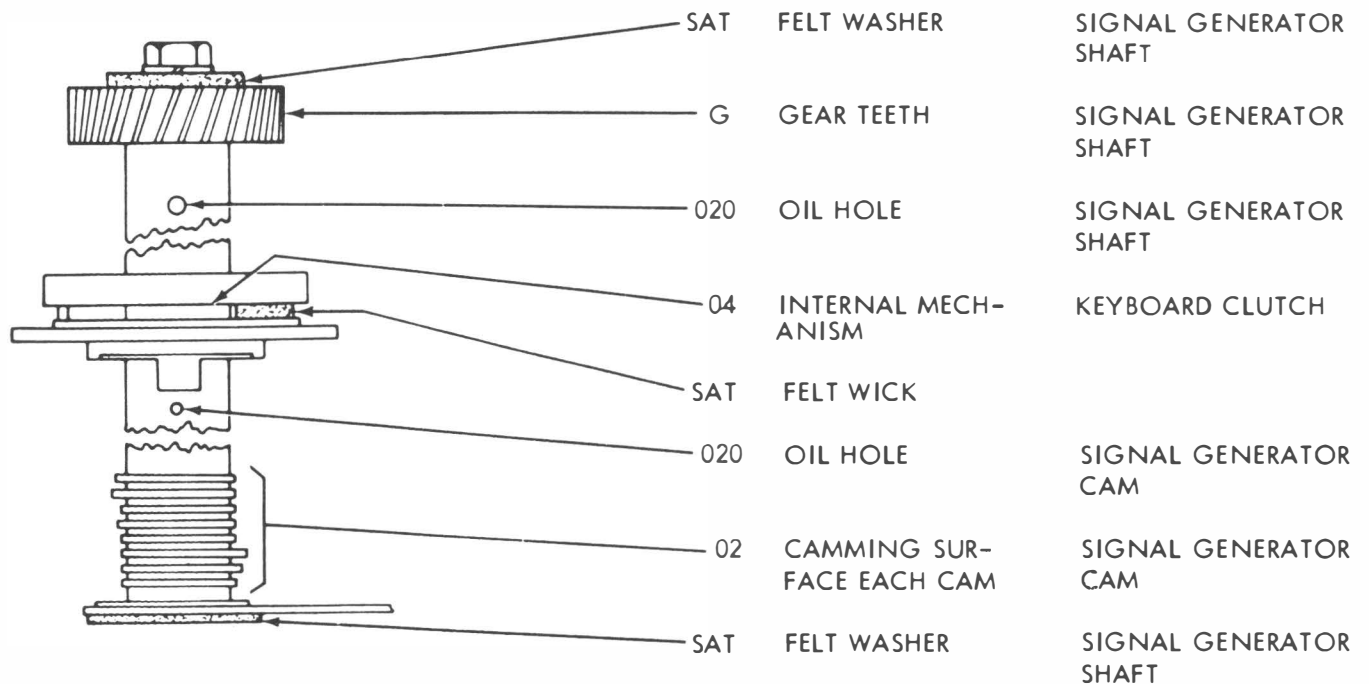 SAT FELT WASHER SIGNAL GENERATOR
SHAFT
G GEAR TEETH SIGNAL GENERATOR
SHAFT
020 OIL HOLE SIGNAL GENERATOR
SHAFT
04 INTERNAL MECH- KEYBOARD CLUTCH
ANISM
SAT FELT WICK
020 OIL HOLE SIGNAL GENERATOR
CAM
02 CAMMING SUR- SIGNAL GENERATOR
FACE EACH CAM CAM
SAT FELT WASHER SIGNAL GENERATOR
SHAFT